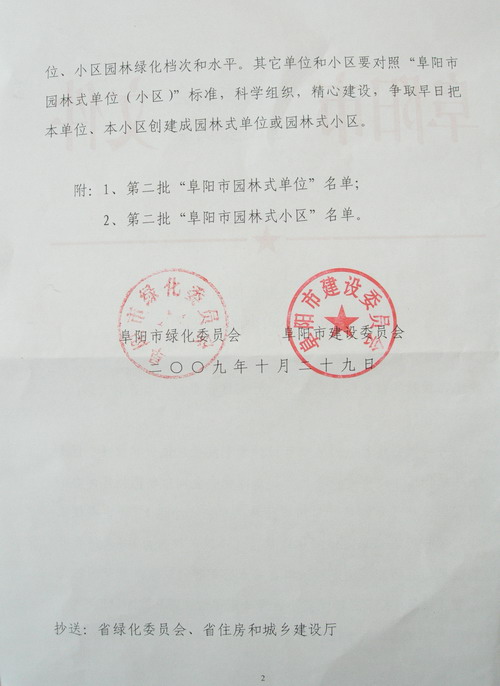 位、小区园林绿化档次和水平。其它单位和小区要对照“阜阳市
园林式单位（小区）”标准，科学组织，精心建设，争取早日把
本单位、本小区创建成园林式单位或园林式小区。
附：1、第二批“阜阳市园林式单位”名单；
2、第二批“阜阳市园林式小区”名单。
阜阳市绿化委员会
阜阳市建设委员会
阜阳市绿化委员会 阜阳市建设委员会
二〇〇九年十月二十九日
抄送：省绿化委员会、省住房和城乡建设厅
2